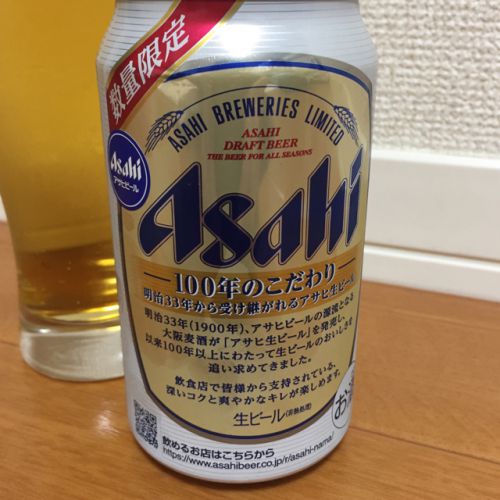 数量限定
ASAHI BREWERIES LIMITED
ASAHI
DRAFT BEER
THE BEER FOR ALL SEASONS
Asahi
アサヒビール
Asahi
100年のこだわり
明治33年から受け継がれるアサヒ生ビール
明治33年(1900年)、アサヒビールの源流となる
大阪麦酒が「アサヒ生ビール」を発売し、
以来100年以上にわたって生ビールのおいしさを
追い求めてきました。
飲食店で皆様から支持されている、
深いコクと爽やかなキレが楽しめます。
生ビール(非熱処理)
お酒
飲めるお店はこちらから
https://www.asahibeer.co.jp/r/asahi-nama/